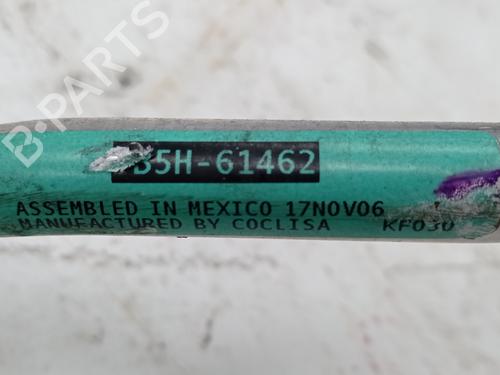 B5H-61462
ASSEMBLED IN MEXICO 17NOV06
MANUFACTURED BY COCLISA KF030
B-PARTS